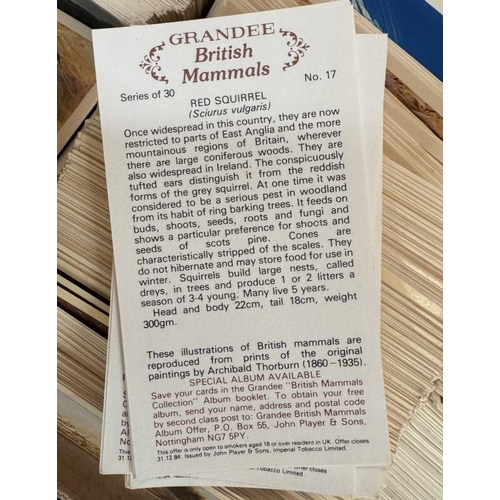 GRANDEE
British
Mammals
Series of 30
No. 17
RED SQUIRREL
(Sciurus vulgaris)
Once widespread in this country, they are now
restricted to parts of East Anglia and the more
mountainous regions of Britain, wherever
there are large coniferous woods. They are
also widespread in Ireland. The conspicuously
tufted ears distinguish it from the reddish
forms of the grey squirrel. At one time it was
considered to be a serious pest in woodland
from its habit of ring barking trees. It feeds on
buds, shoots, seeds, roots and fungi and
shows a particular preference for shoots and
seeds of scots pine. Cones are
characteristically stripped of the scales. They
do not hibernate and may store food for use in
winter. Squirrels build large nests, called
dreys, in trees and produce 1 or 2 litters a
season of 3-4 young. Many live 5 years.
Head and body 22cm, tail 18cm, weight
300gm.
These illustrations of British mammals are
reproduced from prints of the original
paintings by Archibald Thorburn (1860-1935).
SPECIAL ALBUM AVAILABLE
Save your cards in the Grandee "British Mammals
Collection" Album booklet. To obtain your free
album, send your name, address and postal code
by second class post to: Grandee British Mammals
Album Offer, P.O. Box 55, John Player & Sons,
Nottingham NG7 5PY.
This offer is only open to smokers aged 18 or over resident in UK. Offer closes
31.12.84. Issued by John Player & Sons, Imperial Tobacco Limited.
Offer closes
Tobacco Limited.